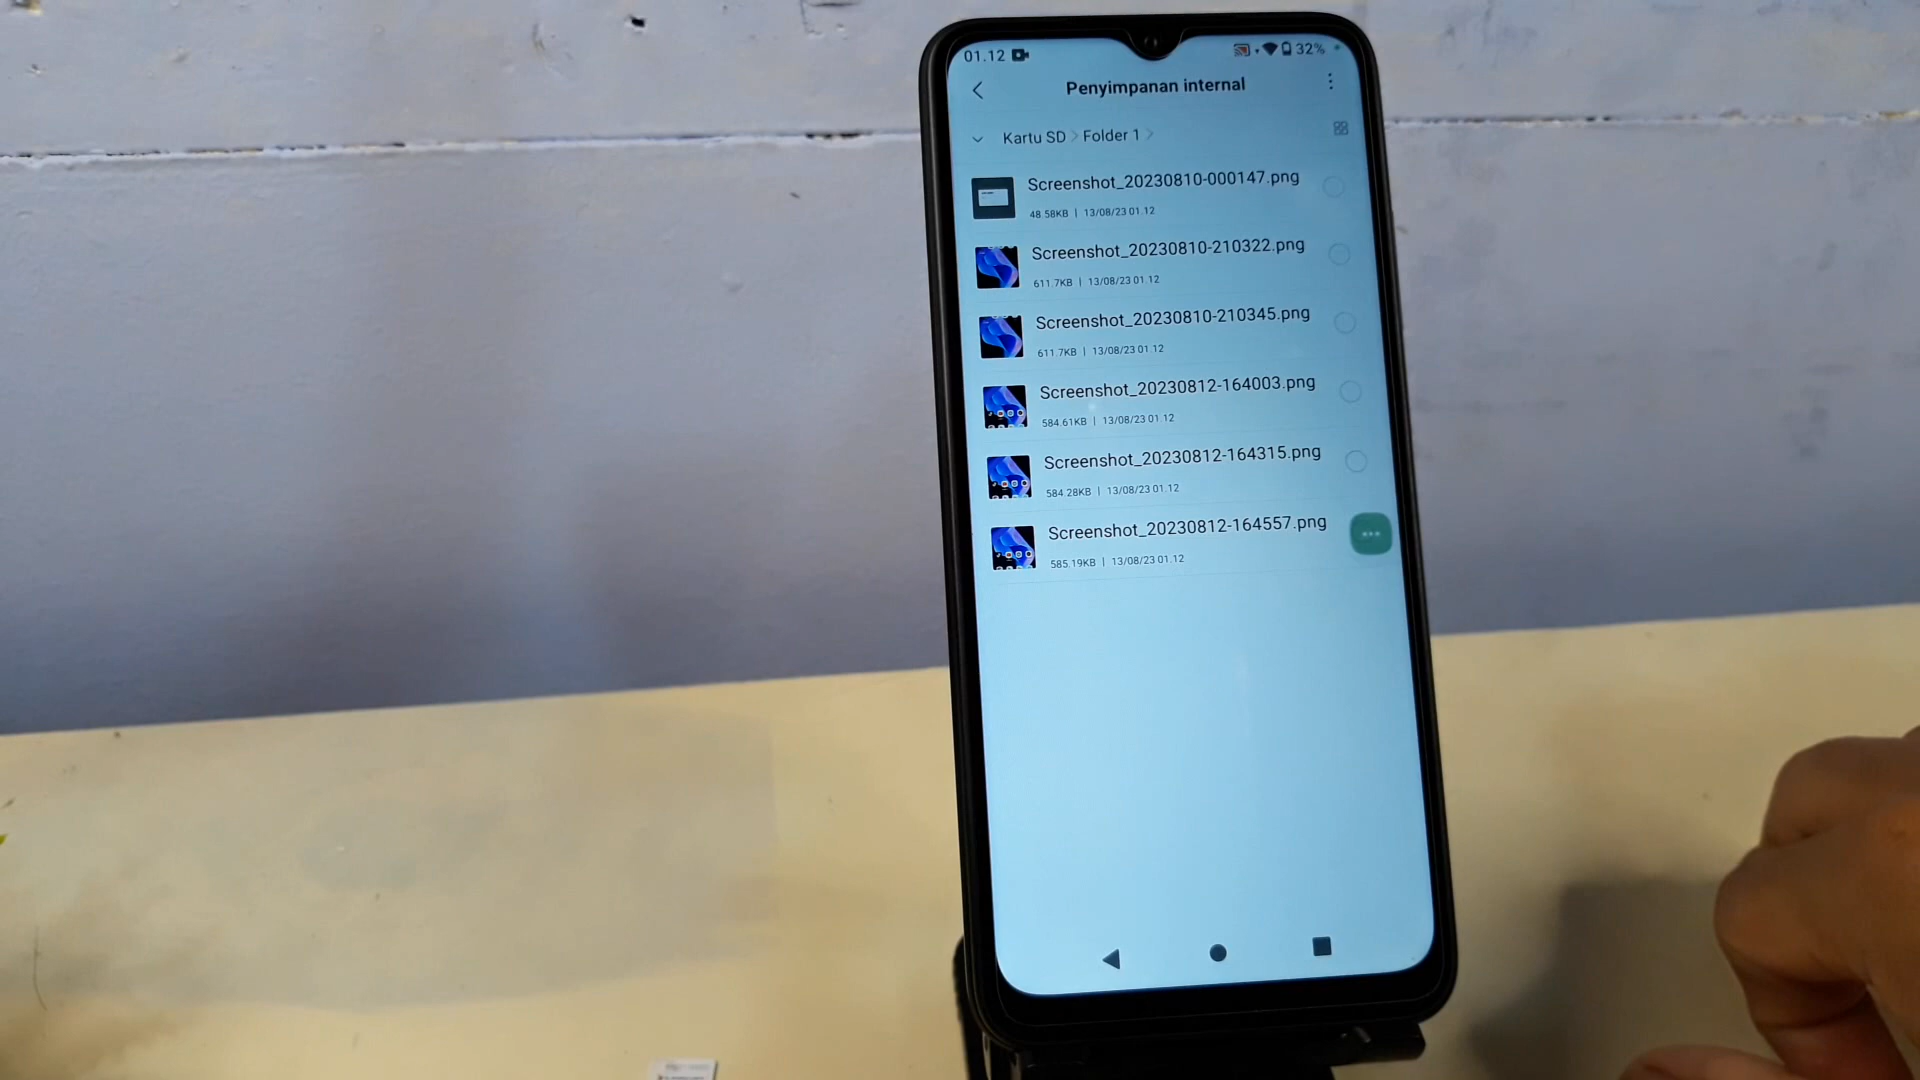 01.12 32%
Penyimpanan internal
Kartu SD > Folder 1 >
Screenshot_20230810-000147.png
48.58KB | 13/08/23 01.12
Screenshot_20230810-210322.png
611.7KB | 13/08/23 01.12
Screenshot_20230810-210345.png
611.7KB | 13/08/23 01.12
Screenshot_20230812-164003.png
584.61KB | 13/08/23 01.12
Screenshot_20230812-164315.png
584.28KB | 13/08/23 01.12
Screenshot_20230812-164557.png
585.19KB | 13/08/23 01.12